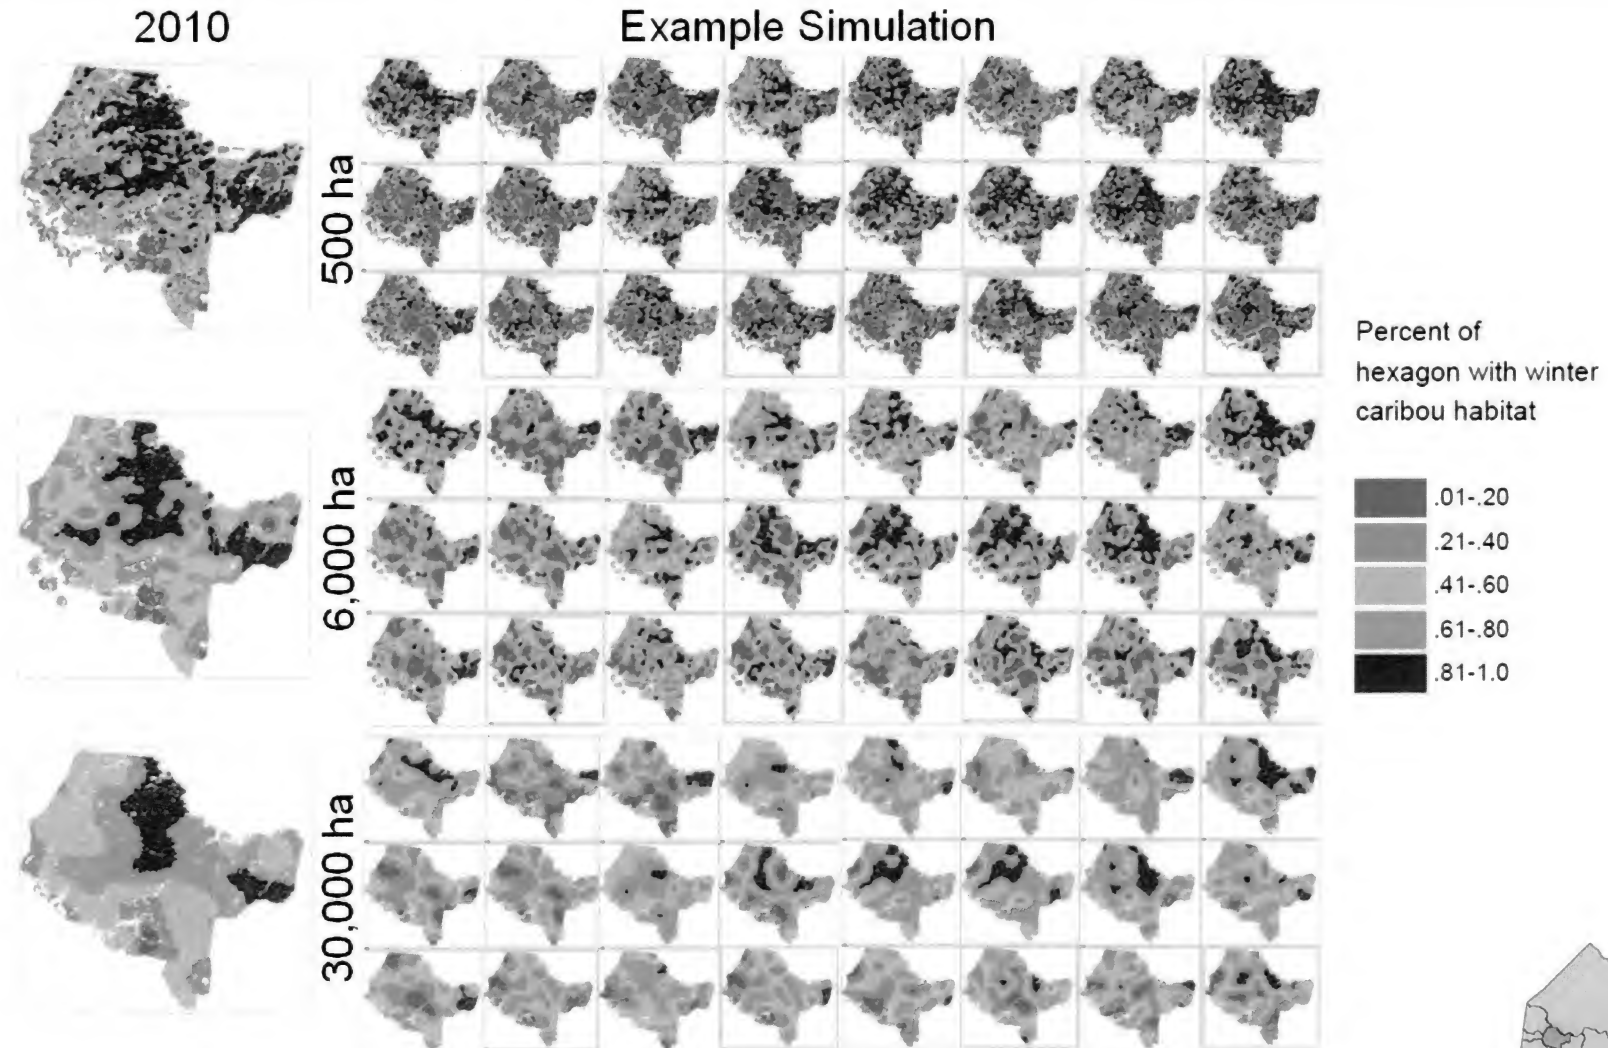 2010
Example Simulation
500 ha
6,000 ha
30,000 ha
Percent of
hexagon with winter
caribou habitat
.01-.20
.21-.40
.41-.60
.61-.80
.81-1.0